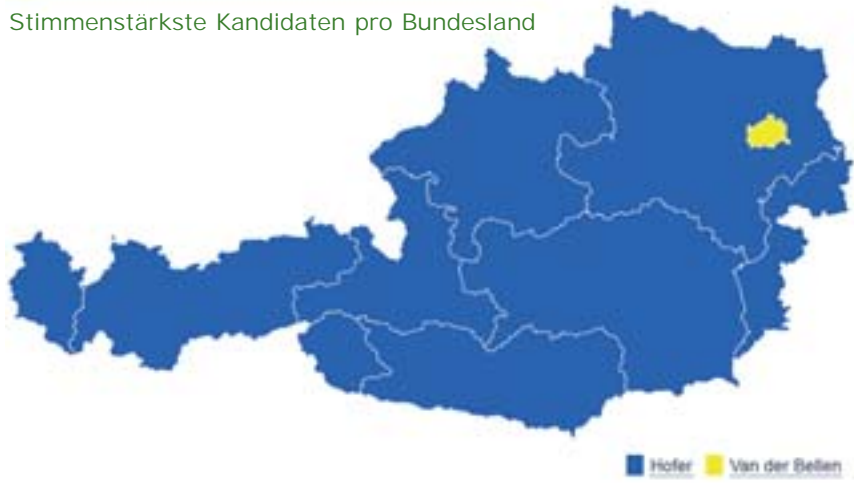 Stimmenstärkste Kandidaten pro Bundesland
Hofer Van der Bellen